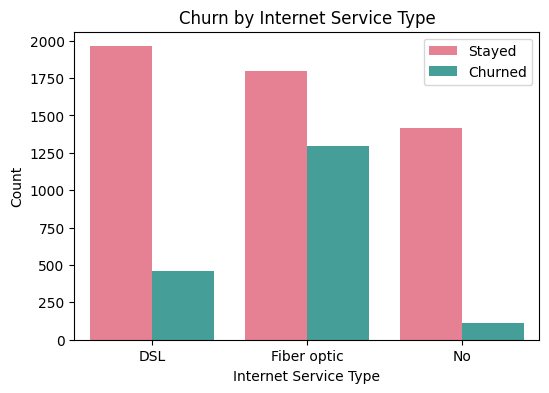 Churn by Internet Service Type
Stayed
Churned
2000
1750
1500
1250
1000
750
500
250
0
Count
DSL
Fiber optic
No
Internet Service Type